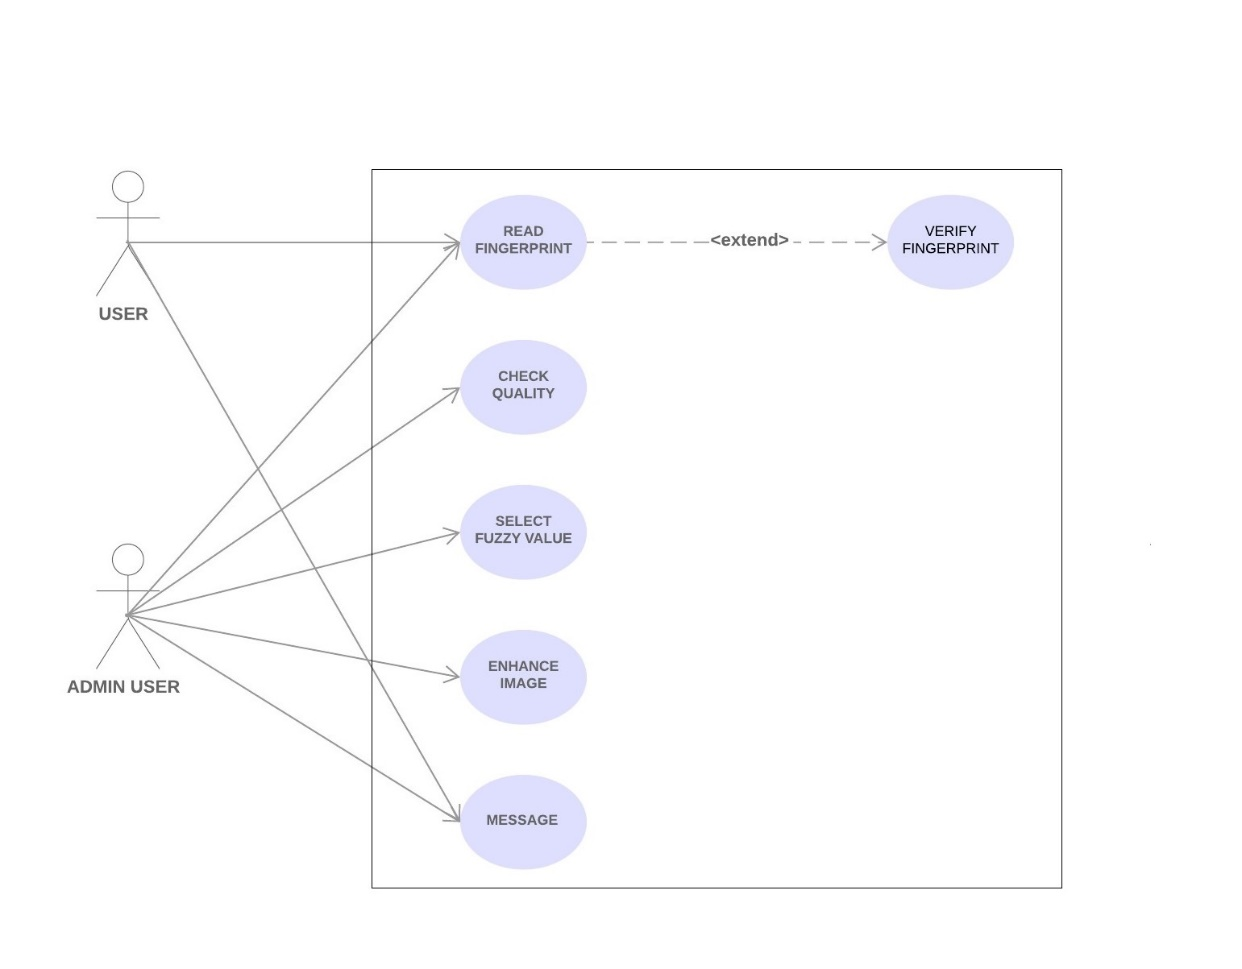 READ
FINGERPRINT
<extend>
VERIFY
FINGERPRINT
USER
CHECK
QUALITY
SELECT
FUZZY VALUE
ENHANCE
IMAGE
ADMIN USER
MESSAGE